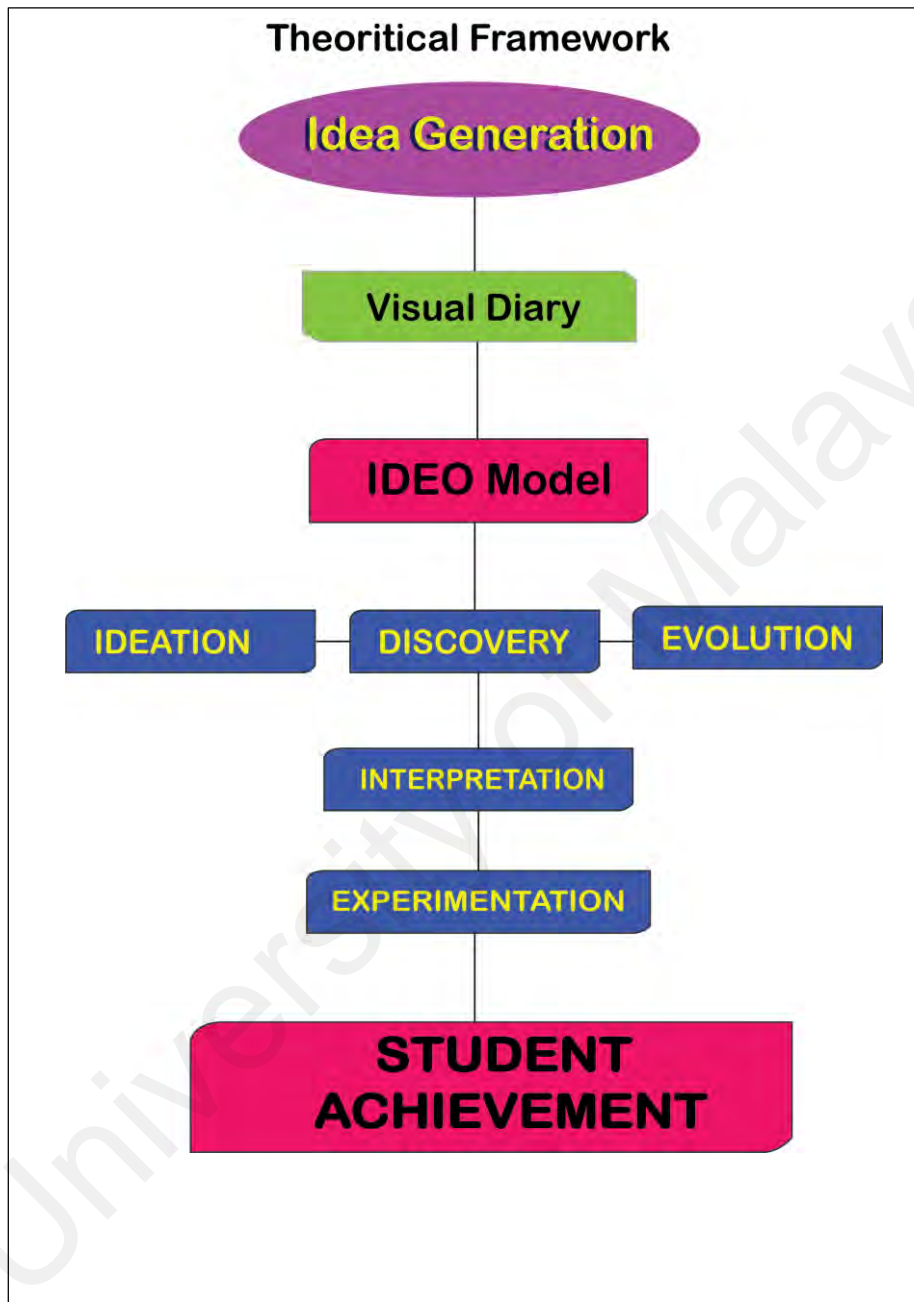 Theoritical Framework
Idea Generation
Visual Diary
IDEO Model
IDEATION
DISCOVERY
EVOLUTION
INTERPRETATION
EXPERIMENTATION
STUDENT
ACHIEVEMENT
University of Malaya